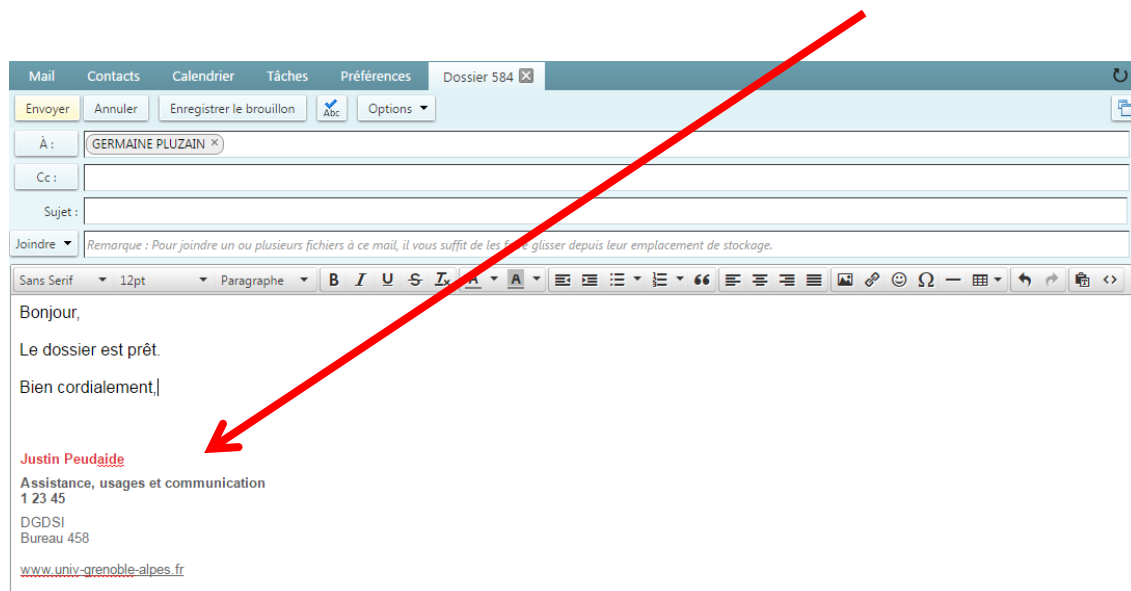 Mail Contacts Calendrier Tâches Préférences Dossier 584
Envoyer Annuler Enregistrer le brouillon Abc Options
À : GERMAINE PLUZAIN ×
Cc :
Sujet :
Joindre Remarque : Pour joindre un ou plusieurs fichiers à ce mail, il vous suffit de les faire glisser depuis leur emplacement de stockage.
Sans Serif 12pt Paragraphe B I U S Ix A A Ω
Bonjour,
Le dossier est prêt.
Bien cordialement,
Justin Peudaide
Assistance, usages et communication
1 23 45
DGDSI
Bureau 458
www.univ-grenoble-alpes.fr